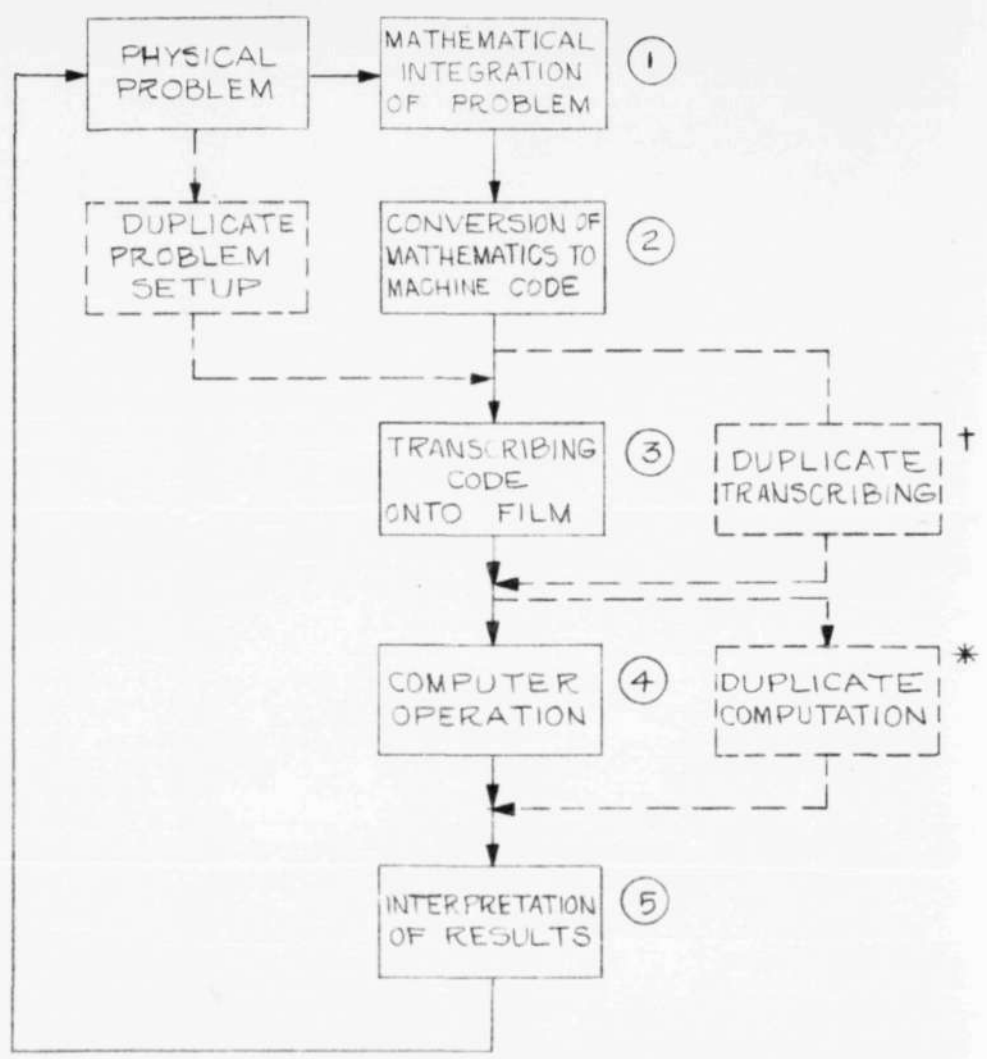 PHYSICAL
PROBLEM
MATHEMATICAL
INTEGRATION
OF PROBLEM
1
DUPLICATE
PROBLEM
SETUP
CONVERSION OF
MATHEMATICS TO
MACHINE CODE
2
TRANSCRIBING
CODE
ONTO FILM
3
DUPLICATE
TRANSCRIBING
†
COMPUTER
OPERATION
4
DUPLICATE
COMPUTATION
*
INTERPRETATION
OF RESULTS
5